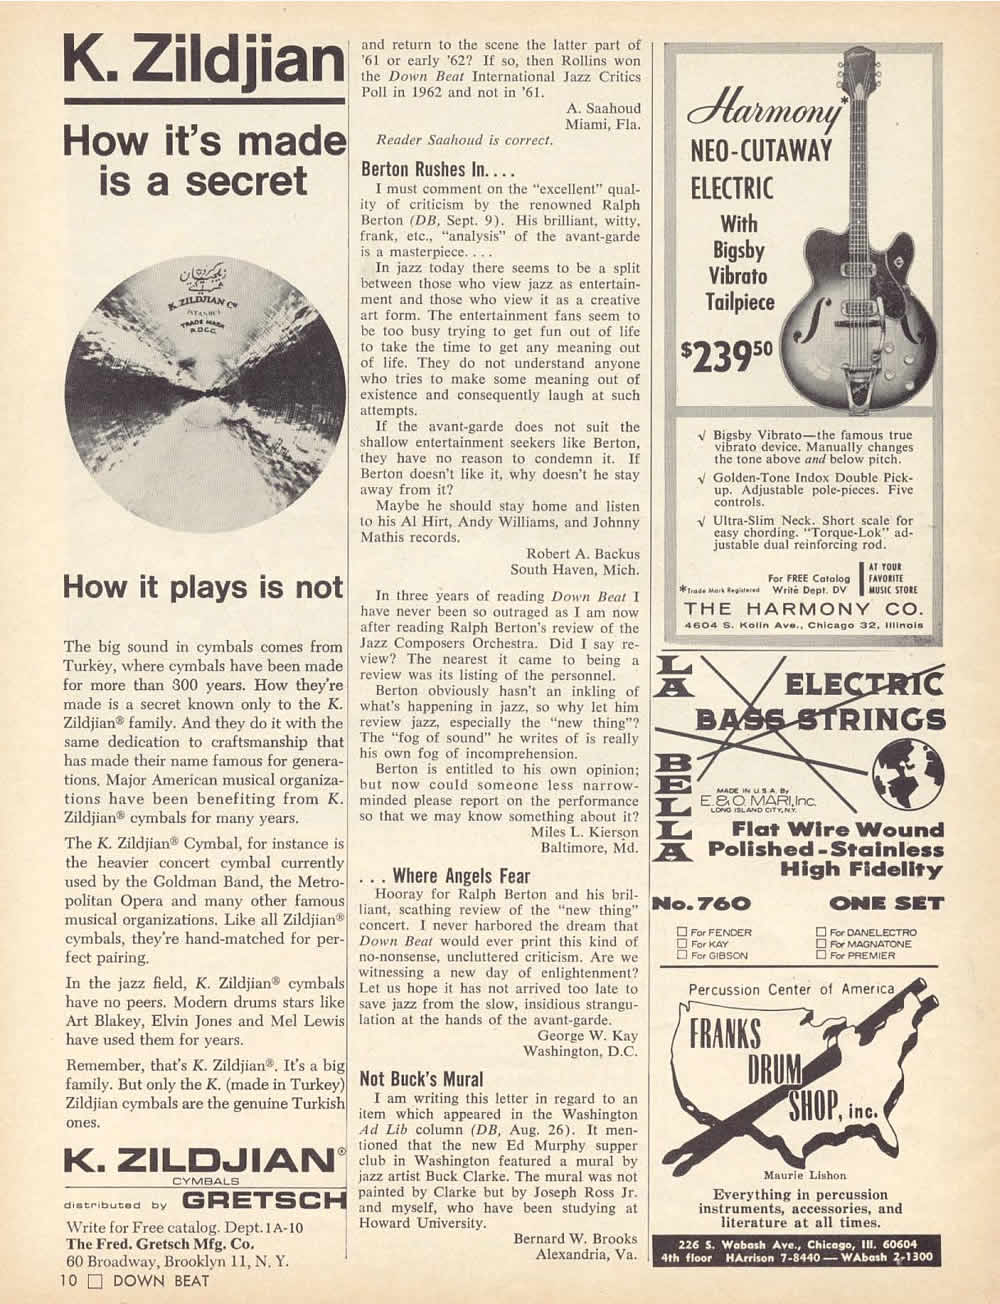 K. Zildjian
How it's made
is a secret
K. ZILDJIAN Co
ISTANBUL
TRADE MARK
How it plays is not
The big sound in cymbals comes from
Turkey, where cymbals have been made
for more than 300 years. How they're
made is a secret known only to the K.
Zildjian® family. And they do it with the
same dedication to craftsmanship that
has made their name famous for genera-
tions. Major American musical organiza-
tions have been benefiting from K.
Zildjian® cymbals for many years.
The K. Zildjian® Cymbal, for instance is
the heavier concert cymbal currently
used by the Goldman Band, the Metro-
politan Opera and many other famous
musical organizations. Like all Zildjian®
cymbals, they're hand-matched for per-
fect pairing.
In the jazz field, K. Zildjian® cymbals
have no peers. Modern drums stars like
Art Blakey, Elvin Jones and Mel Lewis
have used them for years.
Remember, that's K. Zildjian®. It's a big
family. But only the K. (made in Turkey)
Zildjian cymbals are the genuine Turkish
ones.
K. ZILDJIAN®
CYMBALS
distributed by GRETSCH
Write for Free catalog. Dept. 1A-10
The Fred. Gretsch Mfg. Co.
60 Broadway, Brooklyn 11, N. Y.
10 □ DOWN BEAT
and return to the scene the latter part of
'61 or early '62? If so, then Rollins won
the Down Beat International Jazz Critics
Poll in 1962 and not in '61.
A. Saahoud
Miami, Fla.
Reader Saahoud is correct.
Berton Rushes In. . . .
I must comment on the "excellent" qual-
ity of criticism by the renowned Ralph
Berton (DB, Sept. 9). His brilliant, witty,
frank, etc., "analysis" of the avant-garde
is a masterpiece. . . .
In jazz today there seems to be a split
between those who view jazz as entertain-
ment and those who view it as a creative
art form. The entertainment fans seem to
be too busy trying to get fun out of life
to take the time to get any meaning out
of life. They do not understand anyone
who tries to make some meaning out of
existence and consequently laugh at such
attempts.
If the avant-garde does not suit the
shallow entertainment seekers like Berton,
they have no reason to condemn it. If
Berton doesn't like it, why doesn't he stay
away from it?
Maybe he should stay home and listen
to his Al Hirt, Andy Williams, and Johnny
Mathis records.
Robert A. Backus
South Haven, Mich.
In three years of reading Down Beat I
have never been so outraged as I am now
after reading Ralph Berton's review of the
Jazz Composers Orchestra. Did I say re-
view? The nearest it came to being a
review was its listing of the personnel.
Berton obviously hasn't an inkling of
what's happening in jazz, so why let him
review jazz, especially the "new thing"?
The "fog of sound" he writes of is really
his own fog of incomprehension.
Berton is entitled to his own opinion;
but now could someone less narrow-
minded please report on the performance
so that we may know something about it?
Miles L. Kierson
Baltimore, Md.
. . . Where Angels Fear
Hooray for Ralph Berton and his bril-
liant, scathing review of the "new thing"
concert. I never harbored the dream that
Down Beat would ever print this kind of
no-nonsense, uncluttered criticism. Are we
witnessing a new day of enlightenment?
Let us hope it has not arrived too late to
save jazz from the slow, insidious strangu-
lation at the hands of the avant-garde.
George W. Kay
Washington, D.C.
Not Buck's Mural
I am writing this letter in regard to an
item which appeared in the Washington
Ad Lib column (DB, Aug. 26). It men-
tioned that the new Ed Murphy supper
club in Washington featured a mural by
jazz artist Buck Clarke. The mural was not
painted by Clarke but by Joseph Ross Jr.
and myself, who have been studying at
Howard University.
Bernard W. Brooks
Alexandria, Va.
Harmony*
NEO-CUTAWAY
ELECTRIC
With
Bigsby
Vibrato
Tailpiece
$239⁵⁰
√ Bigsby Vibrato—the famous true
vibrato device. Manually changes
the tone above and below pitch.
√ Golden-Tone Indox Double Pick-
up. Adjustable pole-pieces. Five
controls.
√ Ultra-Slim Neck. Short scale for
easy chording. "Torque-Lok" ad-
justable dual reinforcing rod.
*Trade Mark Registered
For FREE Catalog
Write Dept. DV
AT YOUR
FAVORITE
MUSIC STORE
THE HARMONY CO.
4604 S. Kolin Ave., Chicago 32, Illinois
LA BELLA
ELECTRIC
BASS STRINGS
MADE IN U.S.A. By
E. & O. MARI, Inc.
LONG ISLAND CITY, N.Y.
Flat Wire Wound
Polished-Stainless
High Fidelity
No. 760 ONE SET
□ For FENDER
□ For KAY
□ For GIBSON
□ For DANELECTRO
□ For MAGNATONE
□ For PREMIER
Percussion Center of America
FRANKS
DRUM
SHOP, inc.
Maurie Lishon
Everything in percussion
instruments, accessories, and
literature at all times.
226 S. Wabash Ave., Chicago, Ill. 60604
4th floor HArrison 7-8440 — WAbash 2-1300